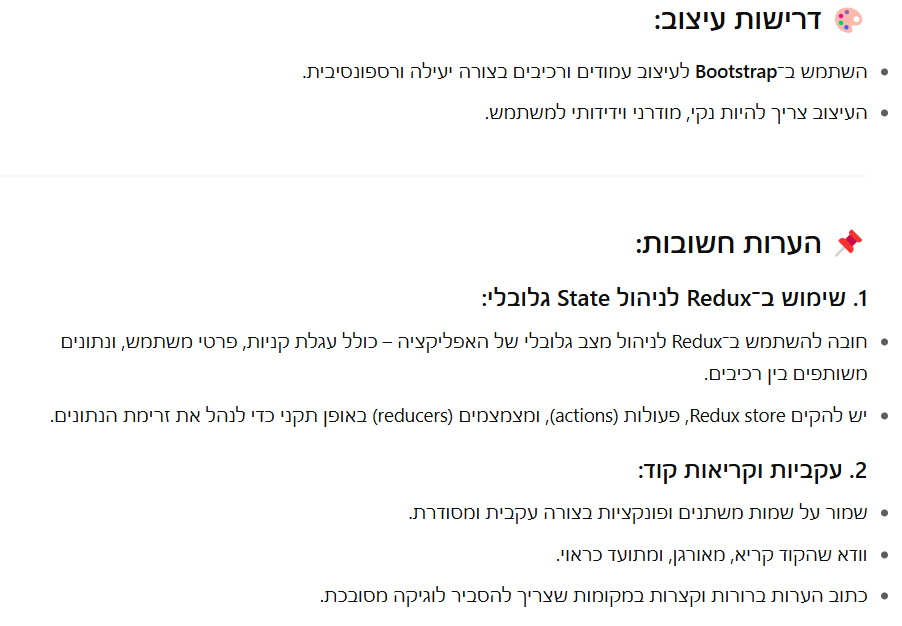 🎨 דרישות עיצוב:
• השתמש ב־Bootstrap לעיצוב עמודים ורכיבים בצורה יעילה ורספונסיבית.
• העיצוב צריך להיות נקי, מודרני וידידותי למשתמש.
📌 הערות חשובות:
1. שימוש ב־Redux לניהול State גלובלי:
• חובה להשתמש ב־Redux לניהול מצב גלובלי של האפליקציה – כולל עגלת קניות, פרטי משתמש, ונתונים
משותפים בין רכיבים.
• יש להקים Redux store, פעולות (actions), ומצמצמים (reducers) באופן תקני כדי לנהל את זרימת הנתונים.
2. עקביות וקריאות קוד:
• שמור על שמות משתנים ופונקציות בצורה עקבית ומסודרת.
• וודא שהקוד קריא, מאורגן, ומתועד כראוי.
• כתוב הערות ברורות וקצרות במקומות שצריך להסביר לוגיקה מסובכת.